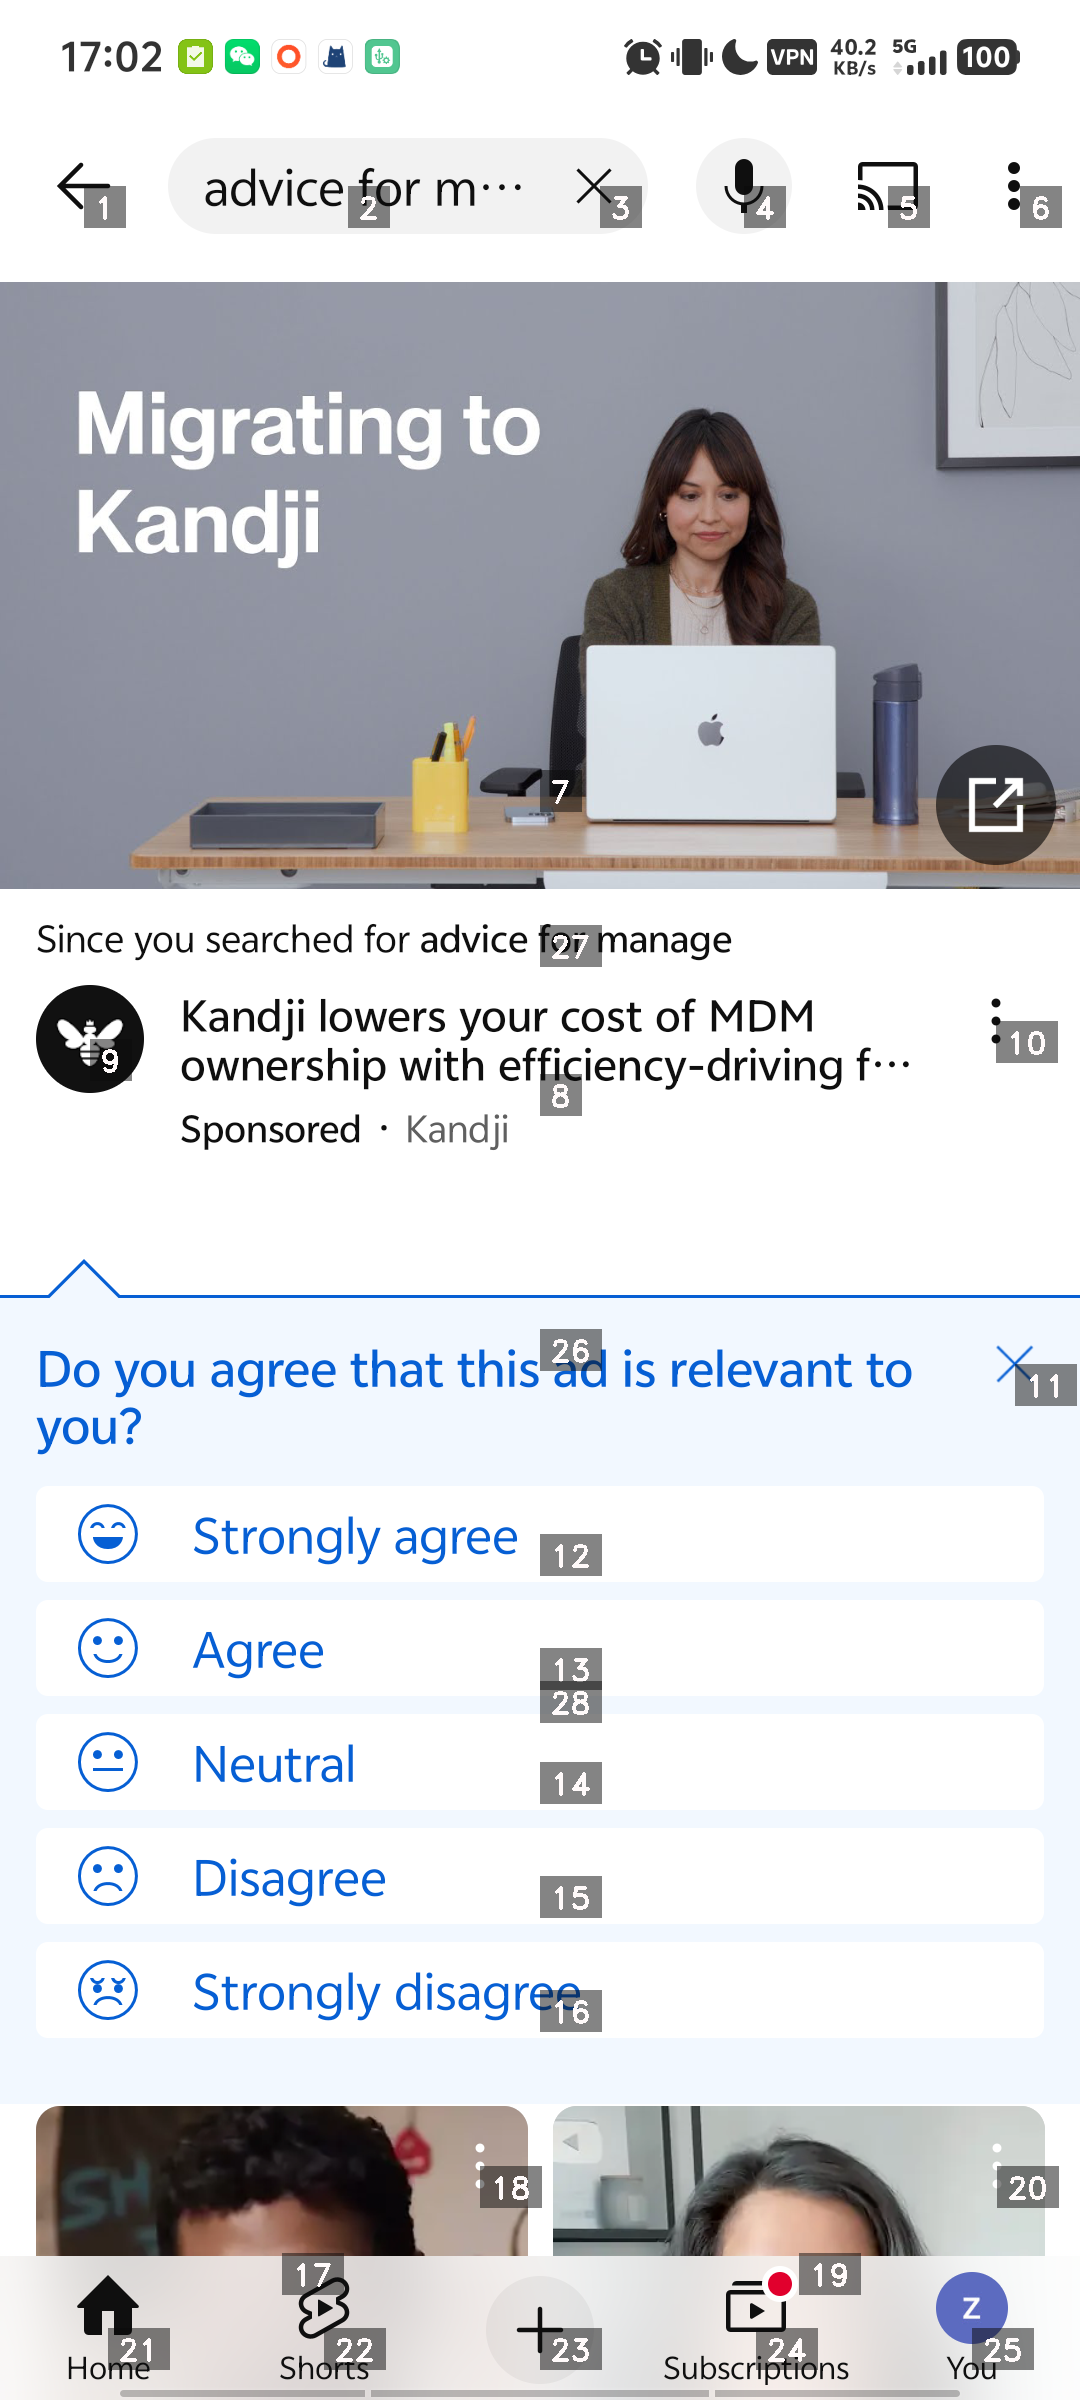 17:02
VPN
40.2
KB/s
5G
100
advice for m···
1
2
3
4
5
6
Migrating to
Kandji
7
Since you searched for advice for manage
27
Kandji lowers your cost of MDM
ownership with efficiency-driving f···
9
10
8
Sponsored · Kandji
26
Do you agree that this ad is relevant to
you?
11
Strongly agree
12
Agree
13
28
Neutral
14
Disagree
15
Strongly disagree
16
SH
18
20
17
19
Z
21
22
23
24
25
Home
Shorts
Subscriptions
You